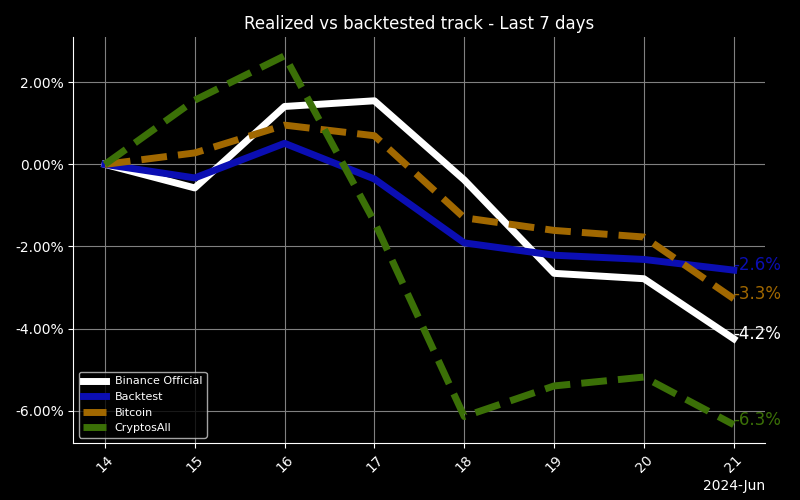 Realized vs backtested track - Last 7 days
2.00%
0.00%
-2.00%
-4.00%
-6.00%
-2.6%
-3.3%
-4.2%
-6.3%
Binance Official
Backtest
Bitcoin
CryptosAll
14 15 16 17 18 19 20 21
2024-Jun